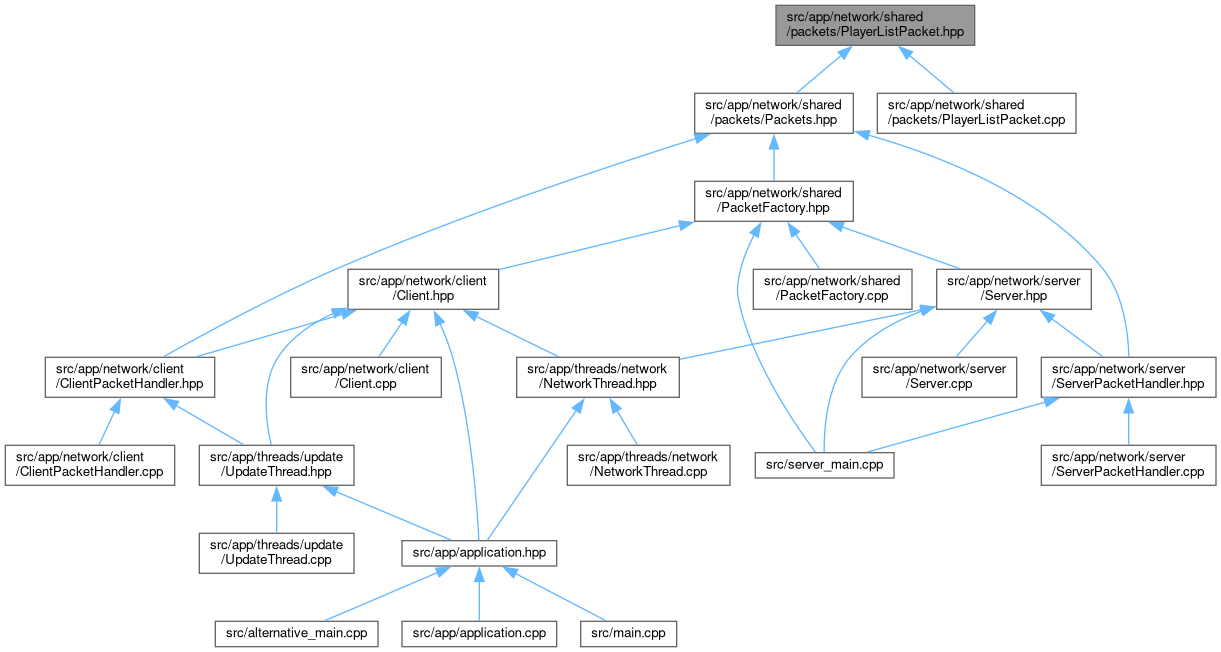 src/app/network/shared
/packets/PlayerListPacket.hpp
src/app/network/shared
/packets/Packets.hpp
src/app/network/shared
/packets/PlayerListPacket.cpp
src/app/network/shared
/PacketFactory.hpp
src/app/network/client
/Client.hpp
src/app/network/shared
/PacketFactory.cpp
src/app/network/server
/Server.hpp
src/app/network/client
/ClientPacketHandler.hpp
src/app/network/client
/Client.cpp
src/app/threads/network
/NetworkThread.hpp
src/app/network/server
/Server.cpp
src/app/network/server
/ServerPacketHandler.hpp
src/app/network/client
/ClientPacketHandler.cpp
src/app/threads/update
/UpdateThread.hpp
src/app/threads/network
/NetworkThread.cpp
src/server_main.cpp
src/app/network/server
/ServerPacketHandler.cpp
src/app/threads/update
/UpdateThread.cpp
src/app/application.hpp
src/alternative_main.cpp
src/app/application.cpp
src/main.cpp